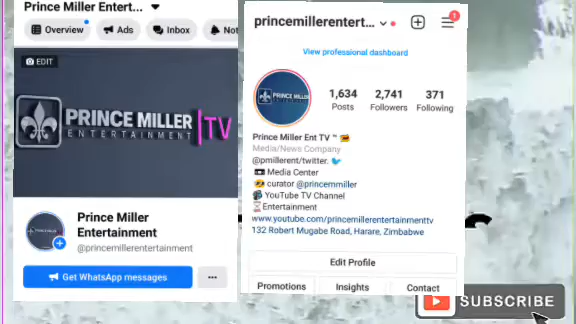 Prince Miller Entert...
Overview
Ads
Inbox
EDIT
PRINCE MILLER TV
ENTERTAINMENT
Prince Miller
Entertainment
@princemillerentertainment
Get WhatsApp messages
princemillerentert...
1
View professional dashboard
PRINCE MILLER
1,634 2,741 371
Posts Followers Following
Prince Miller Ent TV ™
Media/News Company
@pmillerent/twitter.
Media Center
curator @princemmiller
YouTube TV Channel
Entertainment
www.youtube.com/princemillerentertainmenttv
132 Robert Mugabe Road, Harare, Zimbabwe
Edit Profile
Promotions Insights Contact
SUBSCRIBE